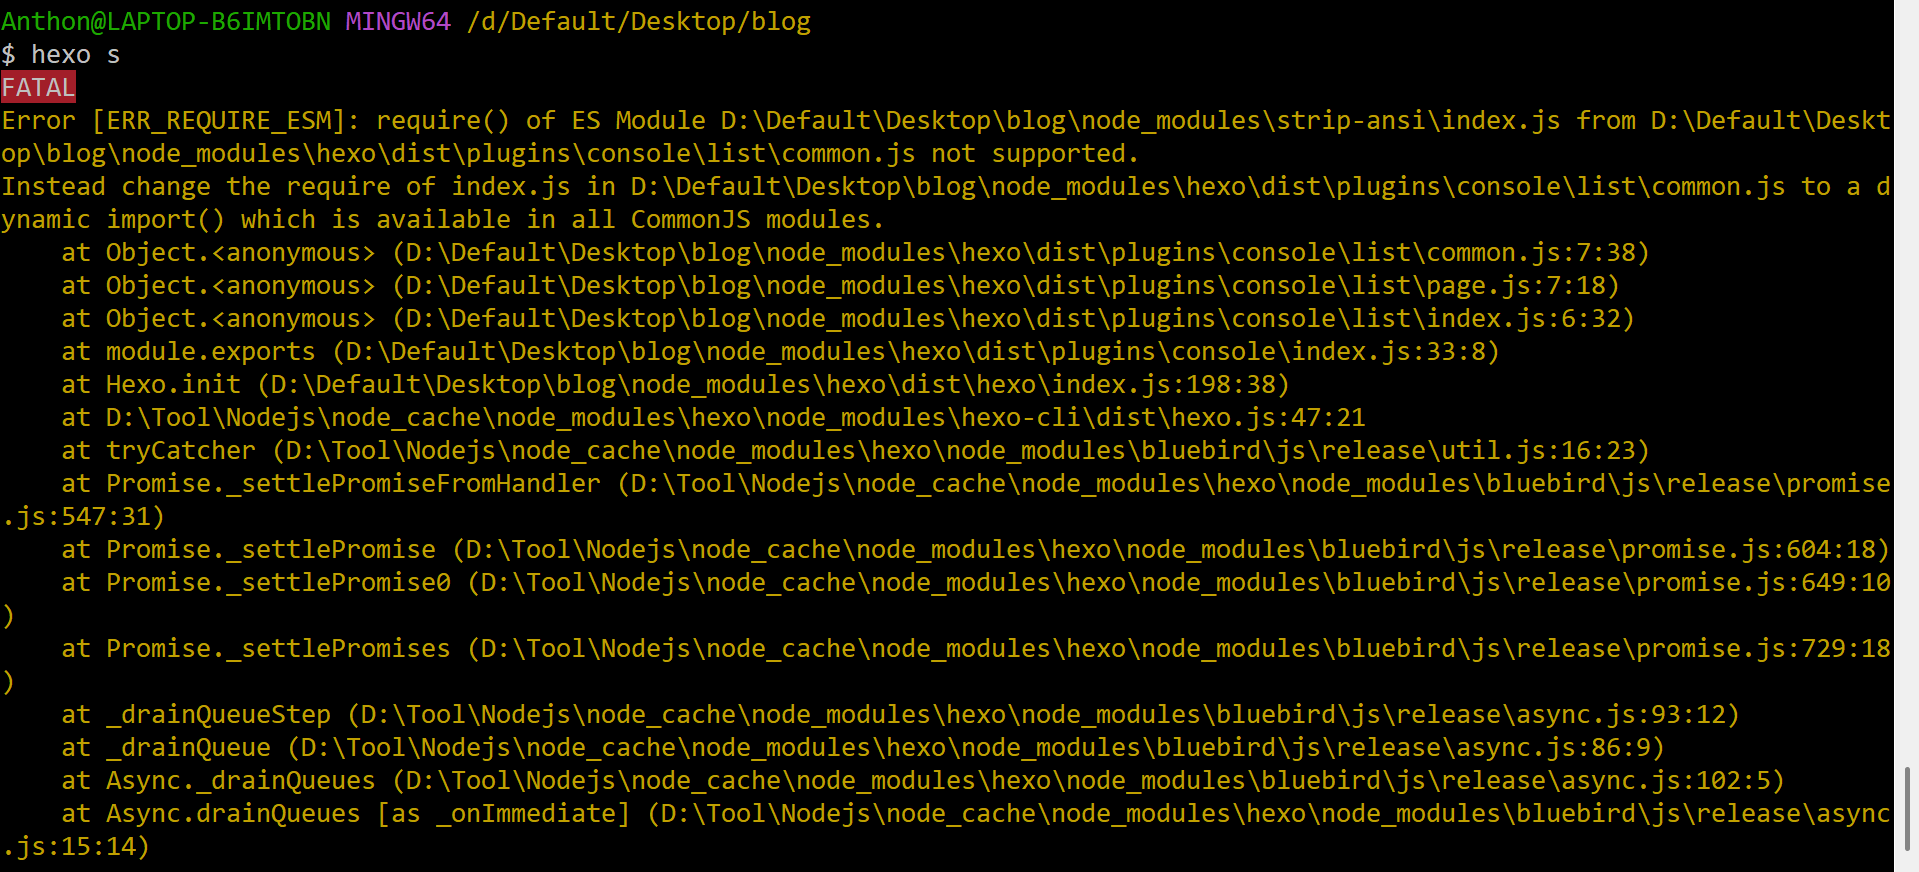 Anthon@LAPTOP-B6IMTOBN MINGW64 /d/Default/Desktop/blog
$ hexo s
FATAL
Error [ERR_REQUIRE_ESM]: require() of ES Module D:\Default\Desktop\blog\node_modules\strip-ansi\index.js from D:\Default\Deskt
op\blog\node_modules\hexo\dist\plugins\console\list\common.js not supported.
Instead change the require of index.js in D:\Default\Desktop\blog\node_modules\hexo\dist\plugins\console\list\common.js to a d
ynamic import() which is available in all CommonJS modules.
    at Object.<anonymous> (D:\Default\Desktop\blog\node_modules\hexo\dist\plugins\console\list\common.js:7:38)
    at Object.<anonymous> (D:\Default\Desktop\blog\node_modules\hexo\dist\plugins\console\list\page.js:7:18)
    at Object.<anonymous> (D:\Default\Desktop\blog\node_modules\hexo\dist\plugins\console\list\index.js:6:32)
    at module.exports (D:\Default\Desktop\blog\node_modules\hexo\dist\plugins\console\index.js:33:8)
    at Hexo.init (D:\Default\Desktop\blog\node_modules\hexo\dist\hexo\index.js:198:38)
    at D:\Tool\Nodejs\node_cache\node_modules\hexo\node_modules\hexo-cli\dist\hexo.js:47:21
    at tryCatcher (D:\Tool\Nodejs\node_cache\node_modules\hexo\node_modules\bluebird\js\release\util.js:16:23)
    at Promise._settlePromiseFromHandler (D:\Tool\Nodejs\node_cache\node_modules\hexo\node_modules\bluebird\js\release\promise
.js:547:31)
    at Promise._settlePromise (D:\Tool\Nodejs\node_cache\node_modules\hexo\node_modules\bluebird\js\release\promise.js:604:18)
    at Promise._settlePromise0 (D:\Tool\Nodejs\node_cache\node_modules\hexo\node_modules\bluebird\js\release\promise.js:649:10
)
    at Promise._settlePromises (D:\Tool\Nodejs\node_cache\node_modules\hexo\node_modules\bluebird\js\release\promise.js:729:18
)
    at _drainQueueStep (D:\Tool\Nodejs\node_cache\node_modules\hexo\node_modules\bluebird\js\release\async.js:93:12)
    at _drainQueue (D:\Tool\Nodejs\node_cache\node_modules\hexo\node_modules\bluebird\js\release\async.js:86:9)
    at Async._drainQueues (D:\Tool\Nodejs\node_cache\node_modules\hexo\node_modules\bluebird\js\release\async.js:102:5)
    at Async.drainQueues [as _onImmediate] (D:\Tool\Nodejs\node_cache\node_modules\hexo\node_modules\bluebird\js\release\async
.js:15:14)